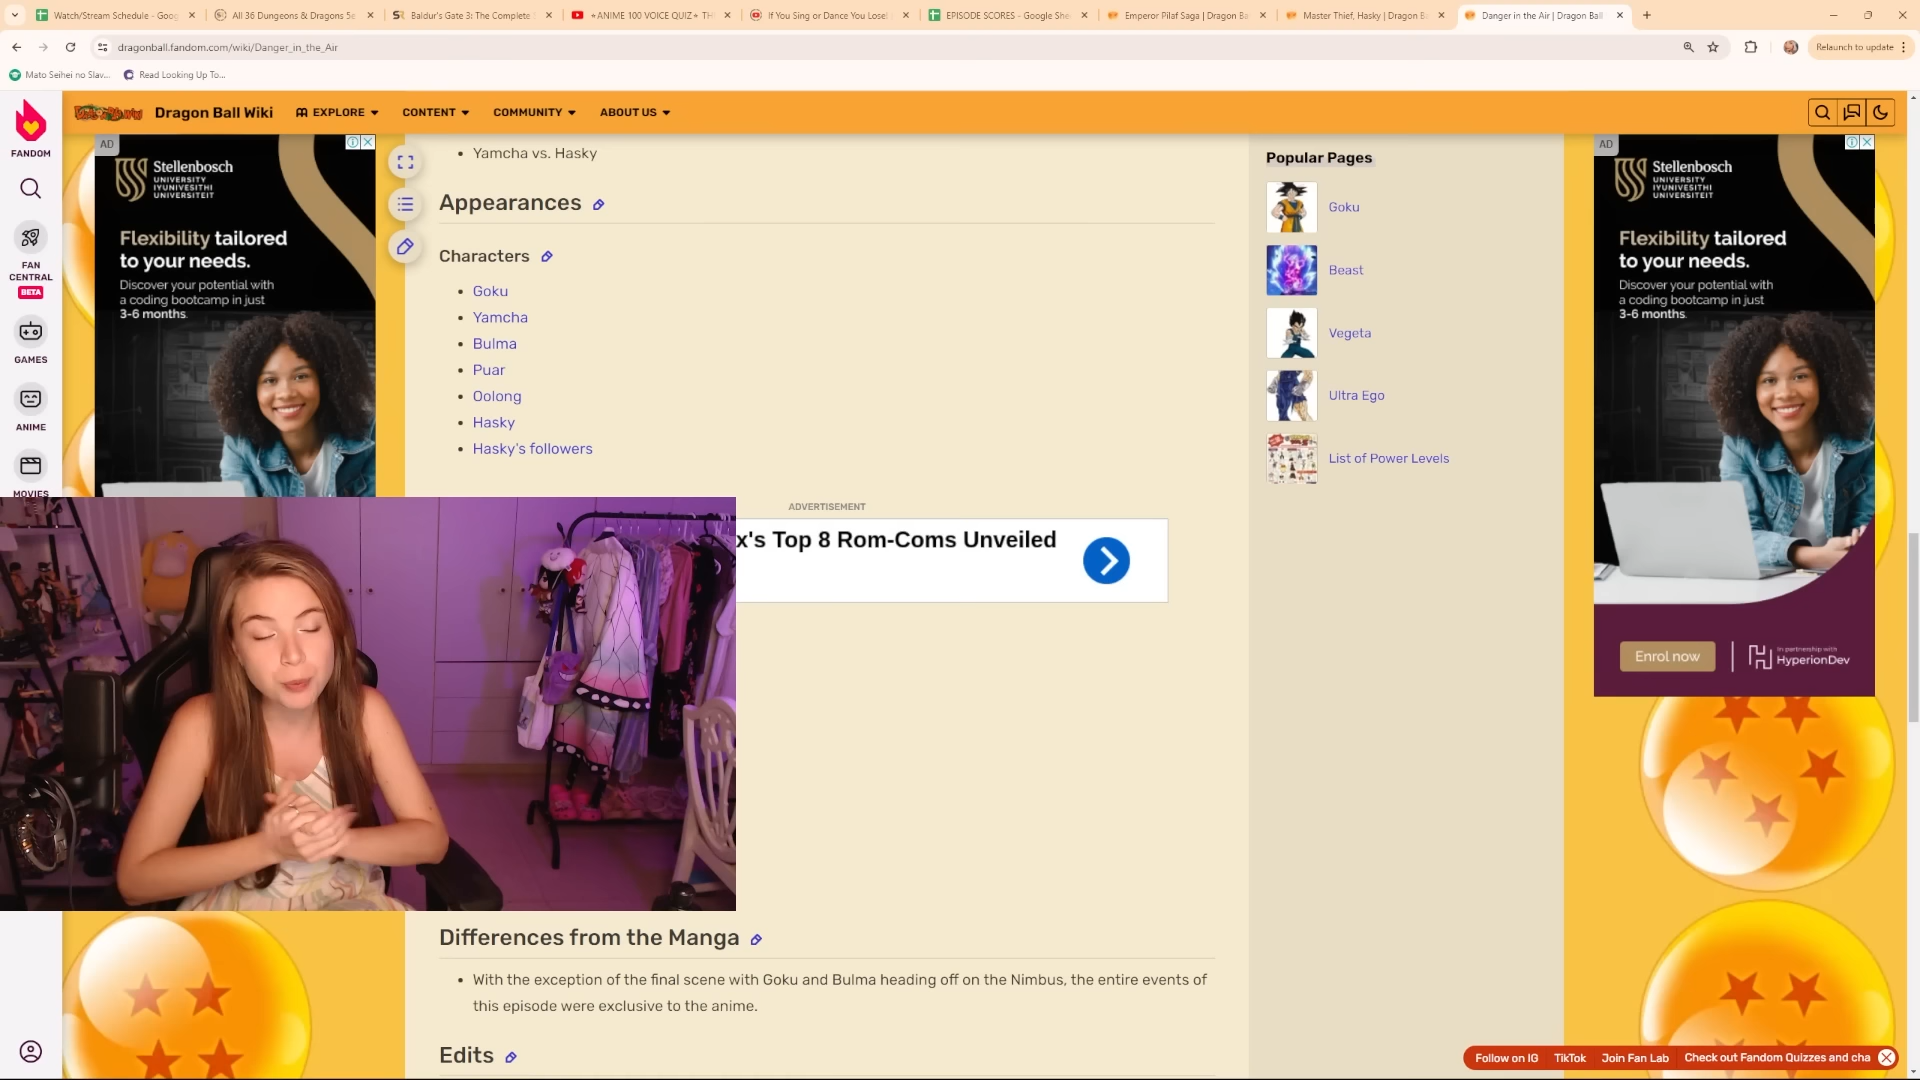 Watch/Stream Schedule - Goog
All 36 Dungeons & Dragons 5e
Baldur's Gate 3: The Complete
★ANIME 100 VOICE QUIZ★ TH
If You Sing or Dance You Lose!
EPISODE SCORES - Google She
Emperor Pilaf Saga | Dragon Ba
Master Thief, Hasky | Dragon B
Danger in the Air | Dragon Ball
dragonball.fandom.com/wiki/Danger_in_the_Air
Relaunch to update
Mato Seihei no Slav...
Read Looking Up To...
Dragon Ball Wiki
EXPLORE
CONTENT
COMMUNITY
ABOUT US
FANDOM
FAN
CENTRAL
BETA
GAMES
ANIME
MOVIES
AD
Stellenbosch
UNIVERSITY
IYUNIVESITHI
UNIVERSITEIT
Flexibility tailored
to your needs.
Discover your potential with
a coding bootcamp in just
3-6 months.
Yamcha vs. Hasky
Appearances
Characters
Goku
Yamcha
Bulma
Puar
Oolong
Hasky
Hasky's followers
ADVERTISEMENT
x's Top 8 Rom-Coms Unveiled
Differences from the Manga
With the exception of the final scene with Goku and Bulma heading off on the Nimbus, the entire events of
this episode were exclusive to the anime.
Edits
Popular Pages
Goku
Beast
Vegeta
Ultra Ego
List of Power Levels
AD
Stellenbosch
UNIVERSITY
IYUNIVESITHI
UNIVERSITEIT
Flexibility tailored
to your needs.
Discover your potential with
a coding bootcamp in just
3-6 months.
Enrol now
In partnership with
HyperionDev
Follow on IG
TikTok
Join Fan Lab
Check out Fandom Quizzes and cha